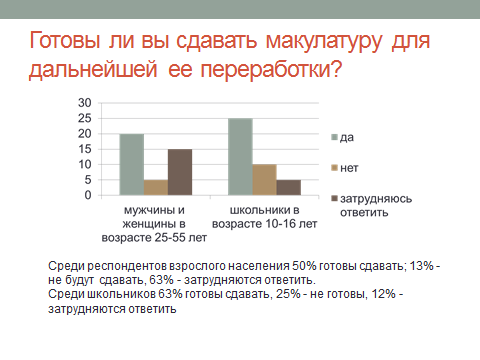 Готовы ли вы сдавать макулатуру для
дальнейшей ее переработки?
30
25
20
15
10
5
0
мужчины и
женщины в
возрасте 25-55 лет
школьники в
возрасте 10-16 лет
да
нет
затрудняюсь
ответить
Среди респондентов взрослого населения 50% готовы сдавать; 13% -
не будут сдавать, 63% - затрудняются ответить.
Среди школьников 63% готовы сдавать, 25% - не готовы, 12% -
затрудняются ответить